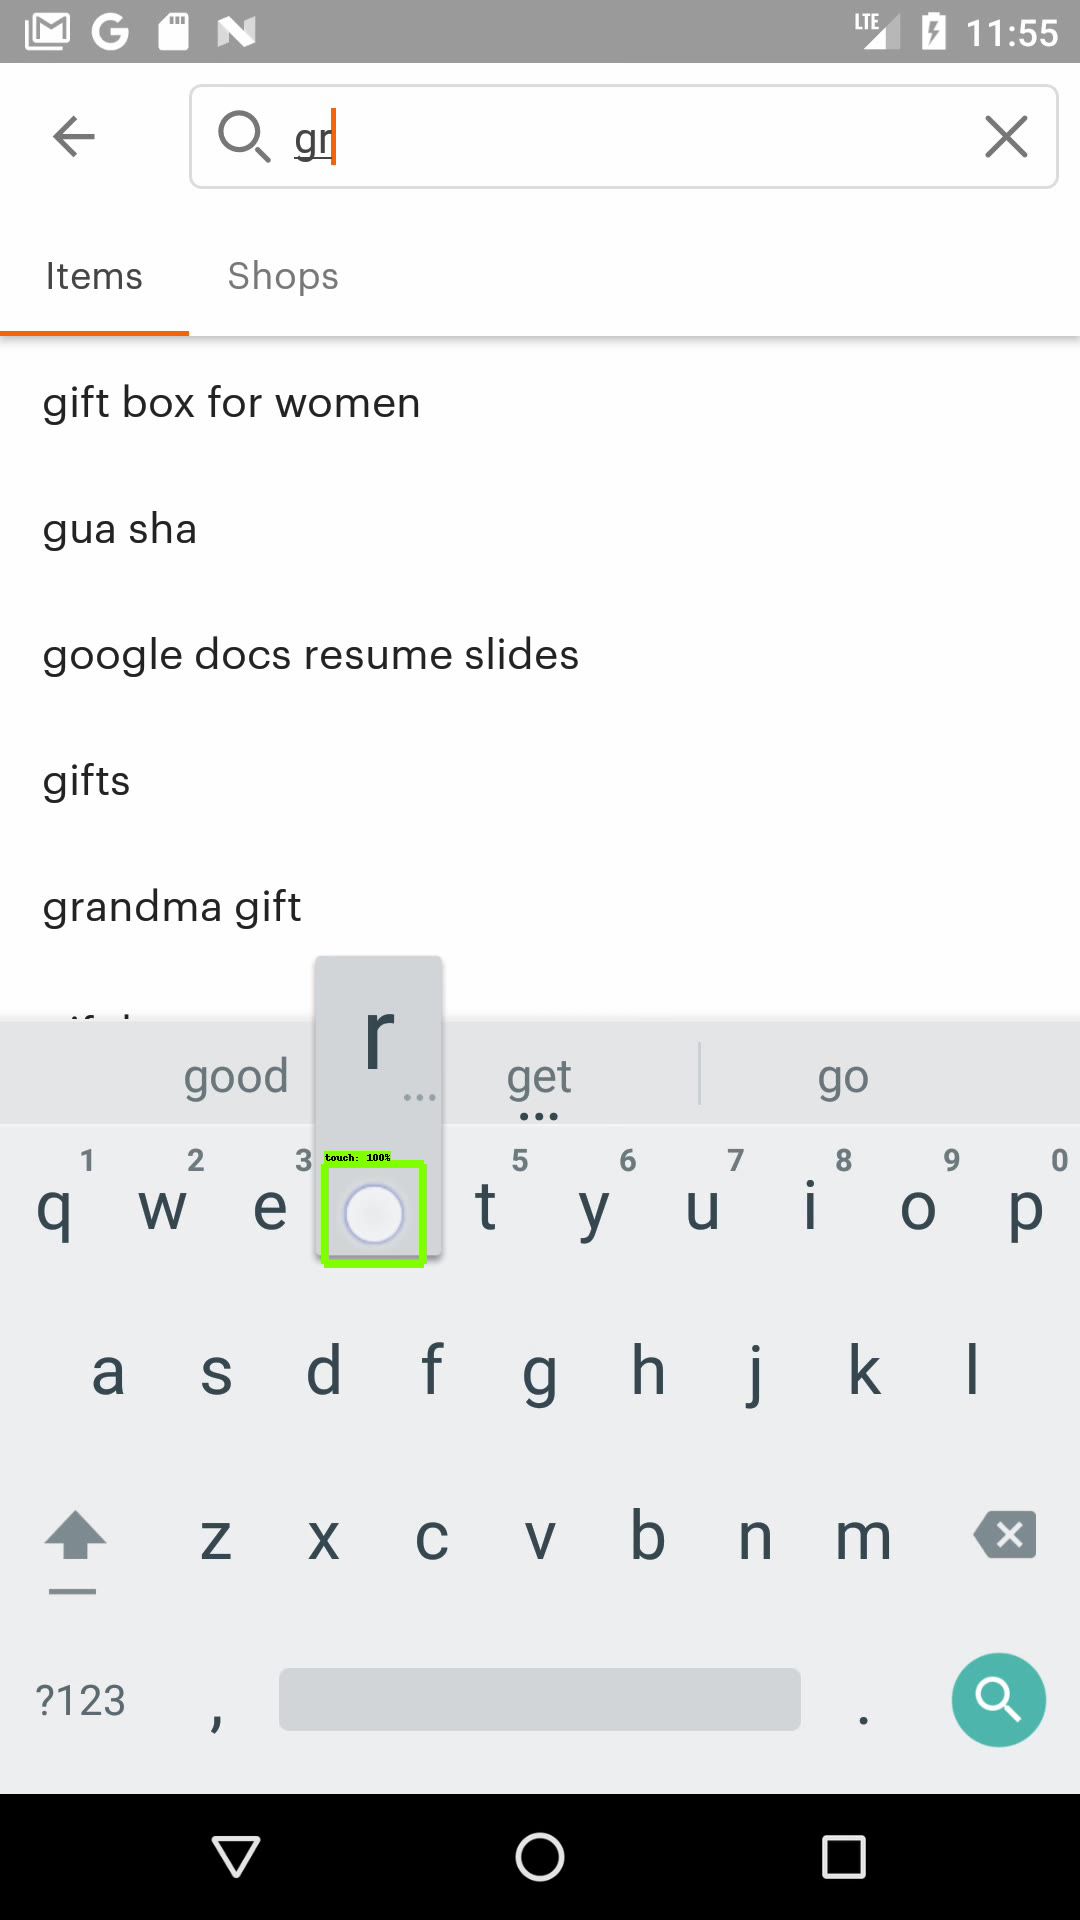 LTE 11:55
gr
Items Shops
gift box for women
gua sha
google docs resume slides
gifts
grandma gift
r
good get go
touch: 100%
1 2 3 5 6 7 8 9 0
q w e t y u i o p
a s d f g h j k l
z x c v b n m
?123 , .